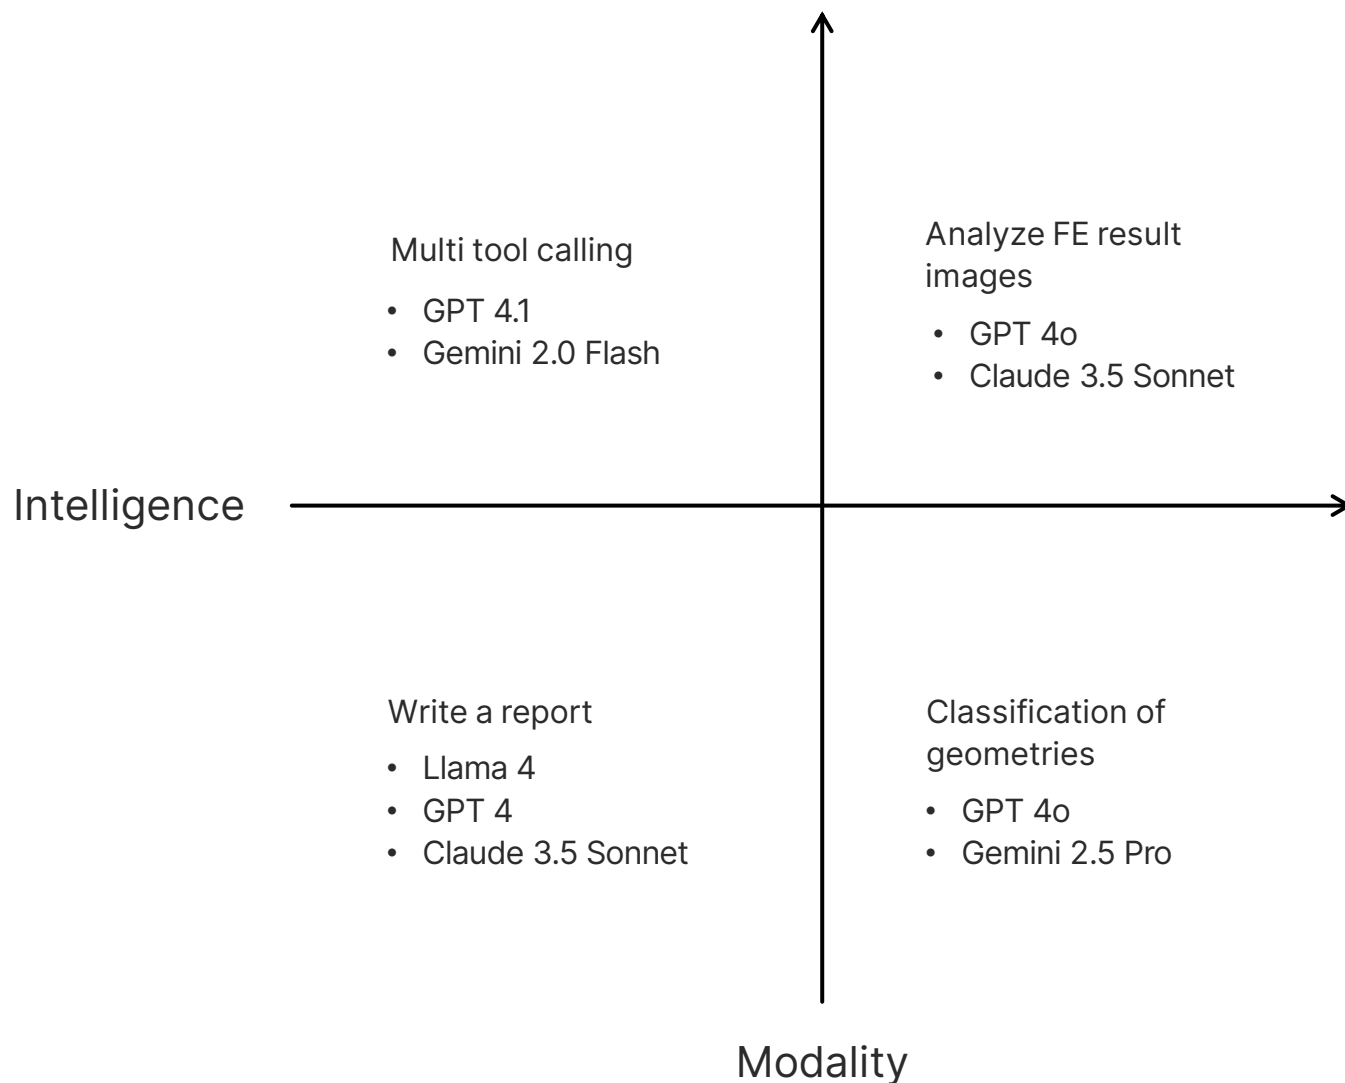 Multi tool calling
• GPT 4.1
• Gemini 2.0 Flash
Analyze FE result
images
• GPT 4o
• Claude 3.5 Sonnet
Intelligence
Write a report
• Llama 4
• GPT 4
• Claude 3.5 Sonnet
Classification of
geometries
• GPT 4o
• Gemini 2.5 Pro
Modality